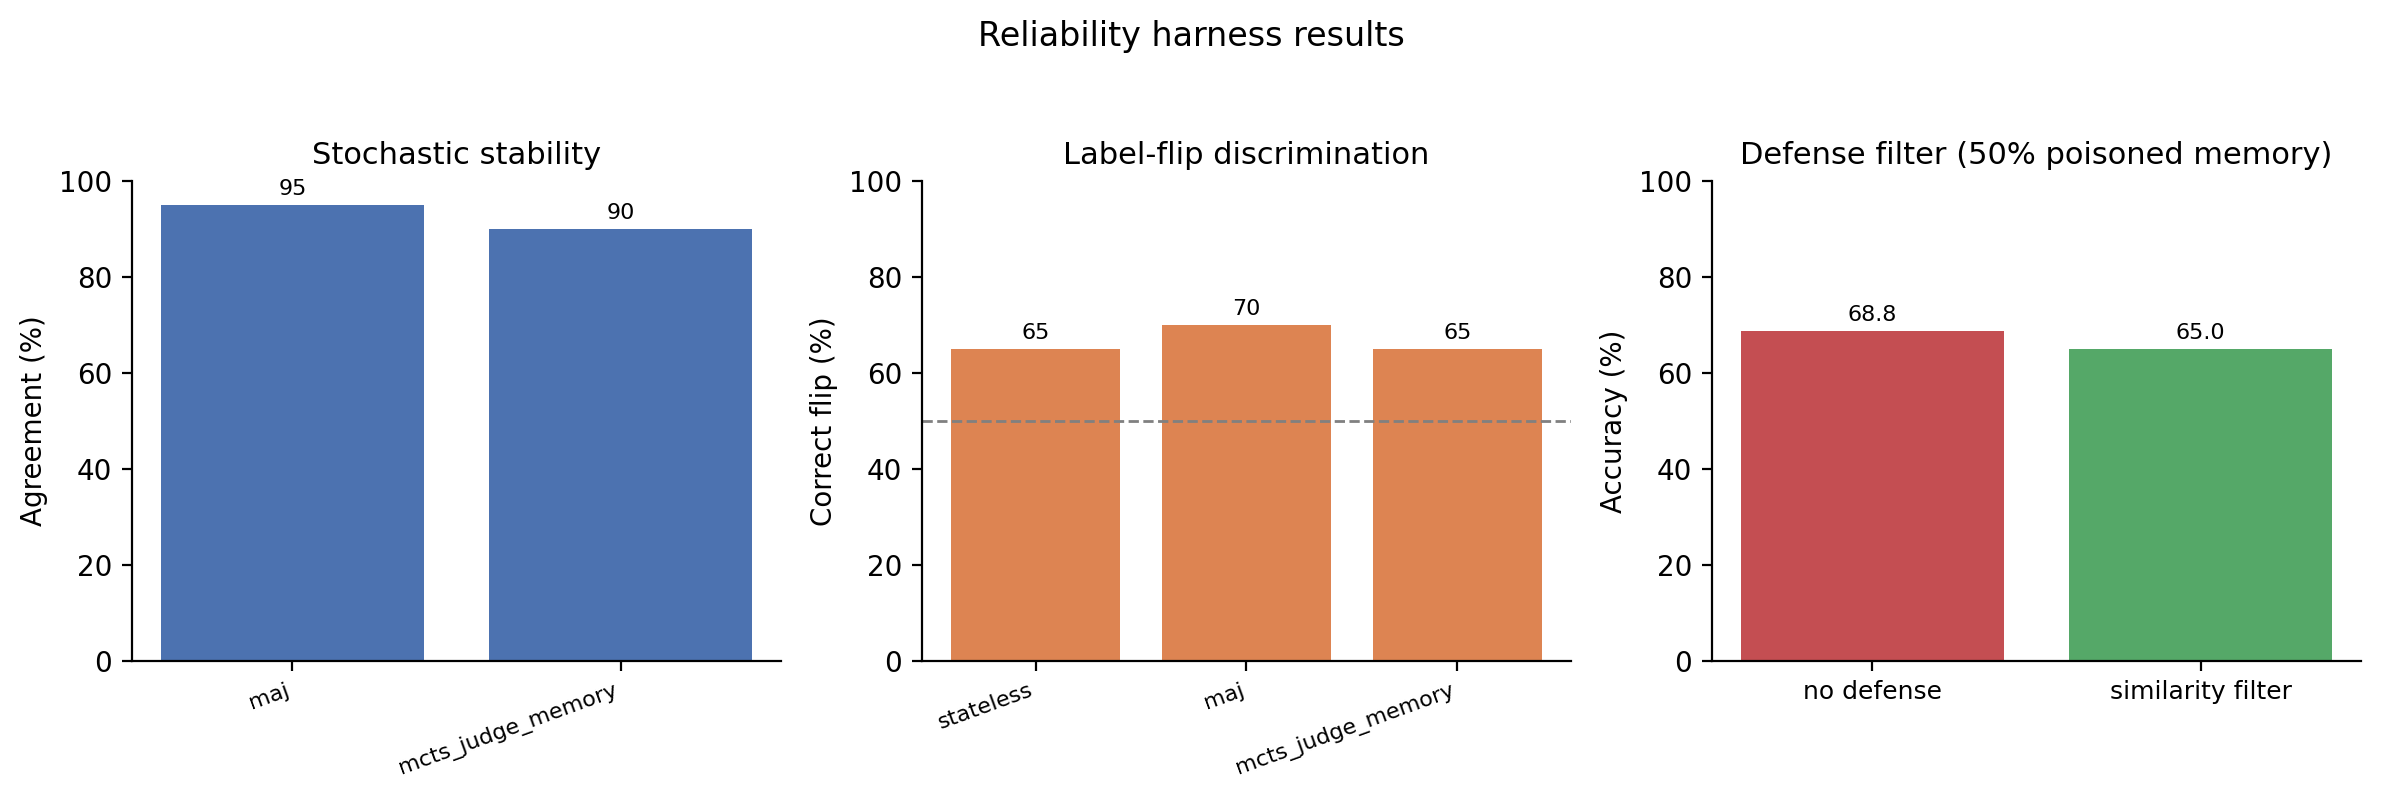 Reliability harness results
Stochastic stability
Agreement (%)
100
80
60
40
20
0
95
90
maj
mcts_judge_memory
Label-flip discrimination
Correct flip (%)
100
80
60
40
20
0
65
70
65
stateless
maj
mcts_judge_memory
Defense filter (50% poisoned memory)
Accuracy (%)
100
80
60
40
20
0
68.8
65.0
no defense
similarity filter